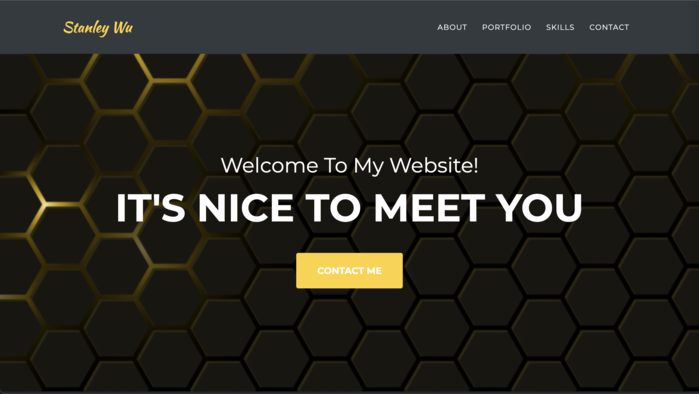 Stanley Wu
ABOUT PORTFOLIO SKILLS CONTACT
Welcome To My Website!
IT'S NICE TO MEET YOU
CONTACT ME